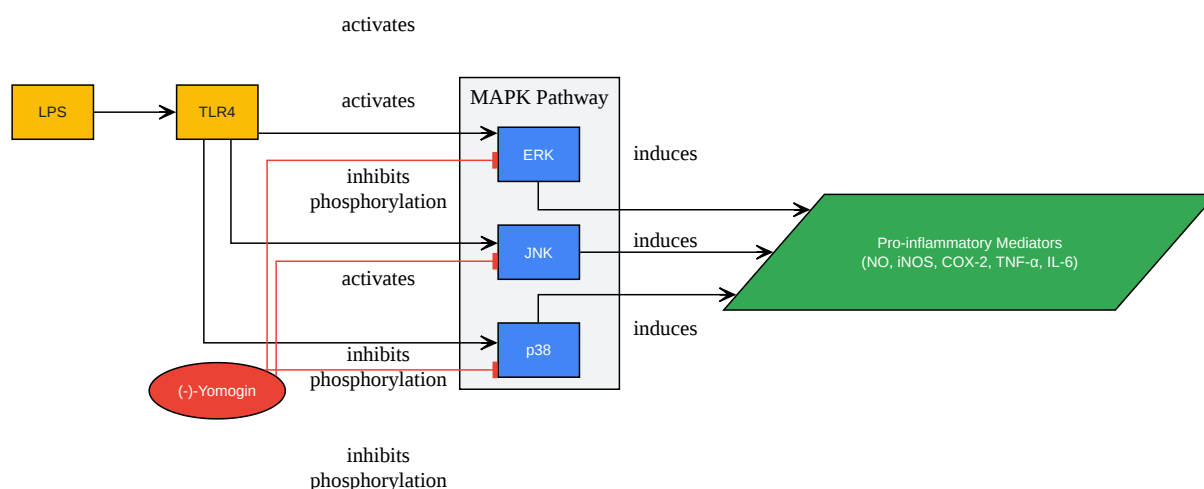 activates
activates
MAPK Pathway
LPS
TLR4
ERK
induces
inhibits
phosphorylation
induces
JNK
Pro-inflammatory Mediators
(NO, iNOS, COX-2, TNF-α, IL-6)
activates
induces
p38
inhibits
phosphorylation
(-)-Yomogin
inhibits
phosphorylation